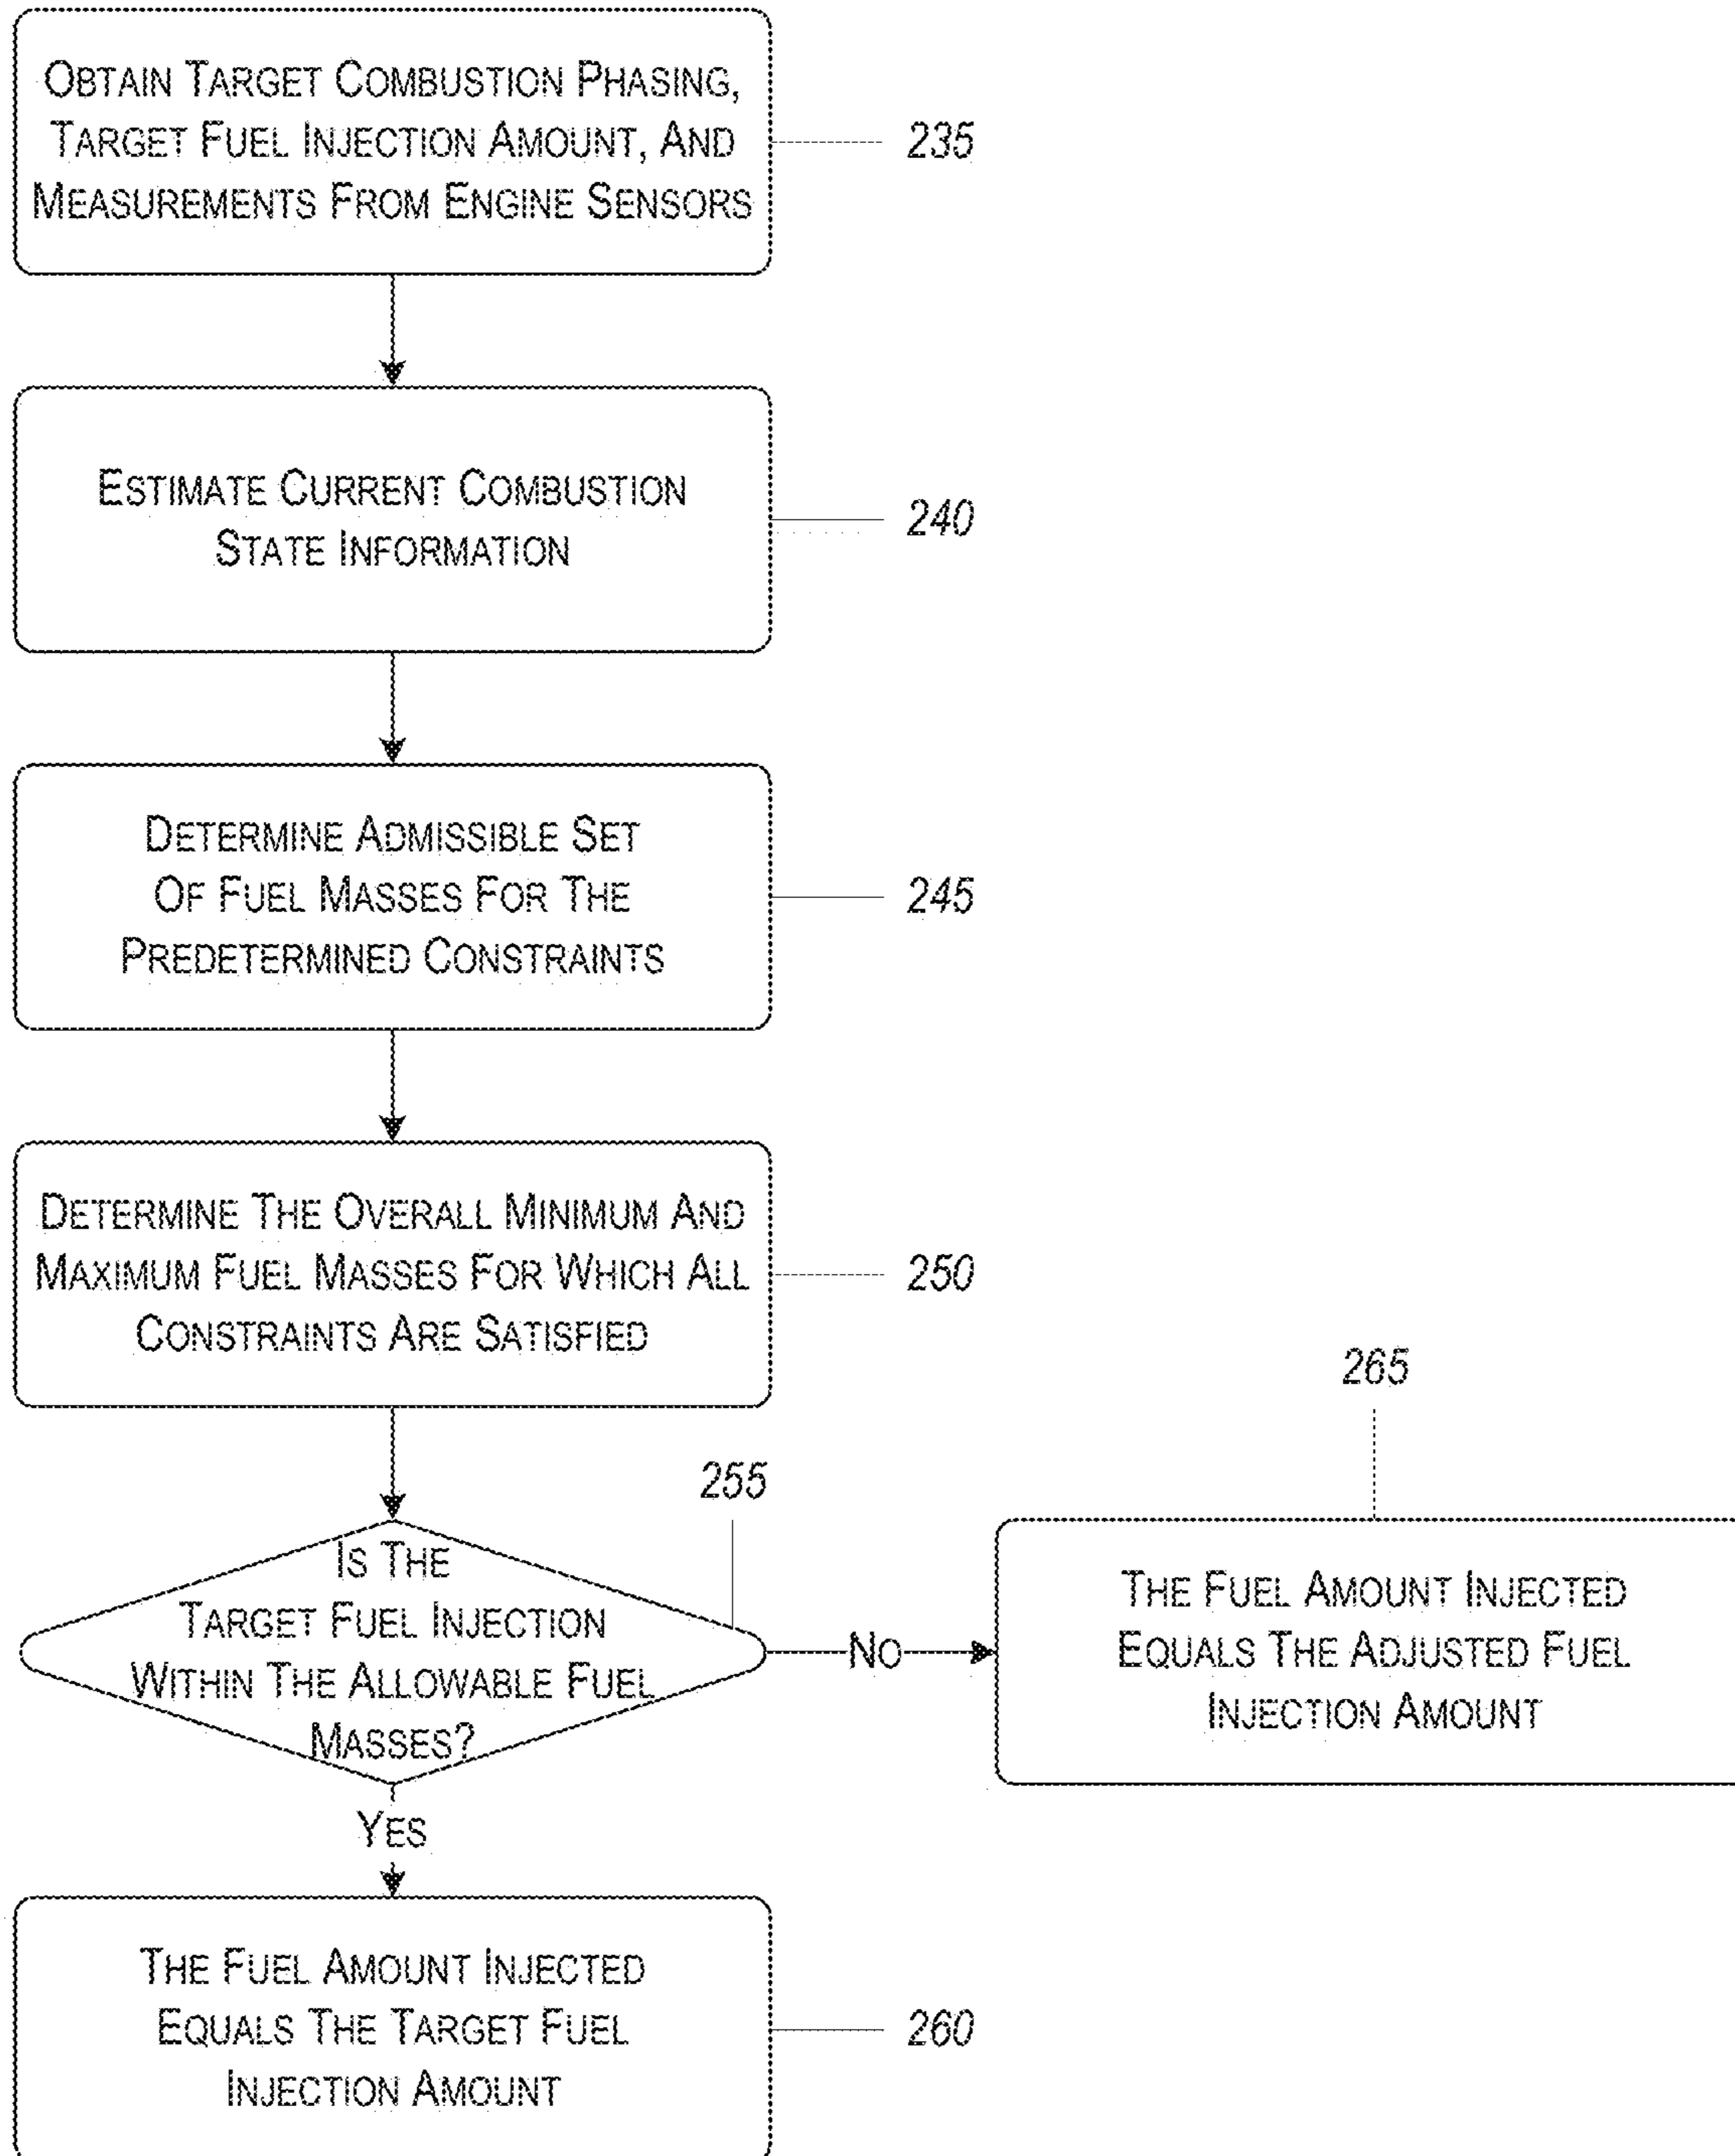 OBTAIN TARGET COMBUSTION PHASING,
TARGET FUEL INJECTION AMOUNT, AND
MEASUREMENTS FROM ENGINE SENSORS
235
ESTIMATE CURRENT COMBUSTION
STATE INFORMATION
240
DETERMINE ADMISSIBLE SET
OF FUEL MASSES FOR THE
PREDETERMINED CONSTRAINTS
245
DETERMINE THE OVERALL MINIMUM AND
MAXIMUM FUEL MASSES FOR WHICH ALL
CONSTRAINTS ARE SATISFIED
250
255
IS THE
TARGET FUEL INJECTION
WITHIN THE ALLOWABLE FUEL
MASSES?
NO
265
THE FUEL AMOUNT INJECTED
EQUALS THE ADJUSTED FUEL
INJECTION AMOUNT
YES
THE FUEL AMOUNT INJECTED
EQUALS THE TARGET FUEL
INJECTION AMOUNT
260